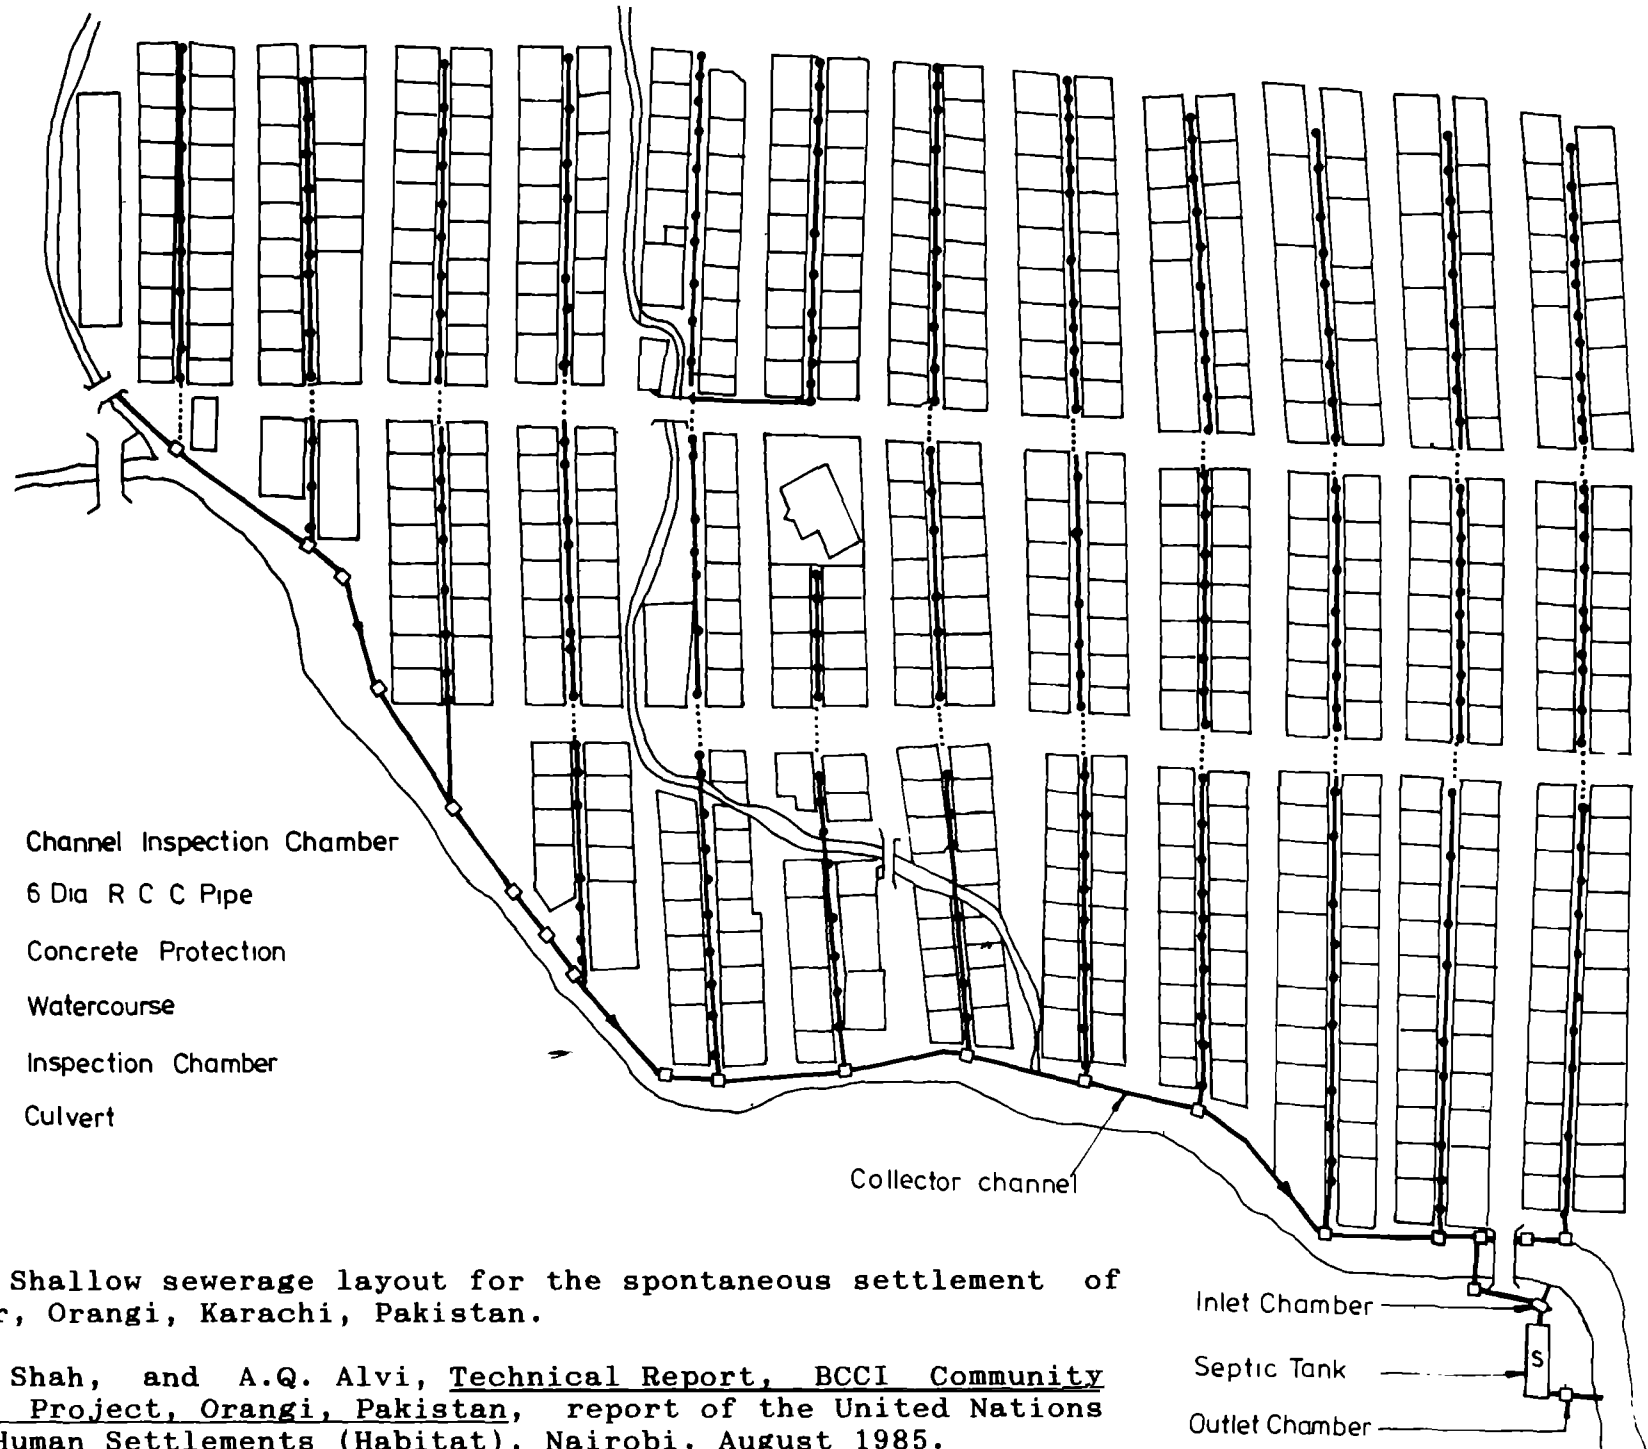 Channel Inspection Chamber
6 Dia R C C Pipe
Concrete Protection
Watercourse
Inspection Chamber
Culvert
Collector channel
Shallow sewerage layout for the spontaneous settlement of
Orangi, Karachi, Pakistan.
Shah, and A.Q. Alvi, Technical Report, BCCI Community
Project, Orangi, Pakistan, report of the United Nations
Human Settlements (Habitat), Nairobi, August 1985.
Inlet Chamber
S
Septic Tank
Outlet Chamber